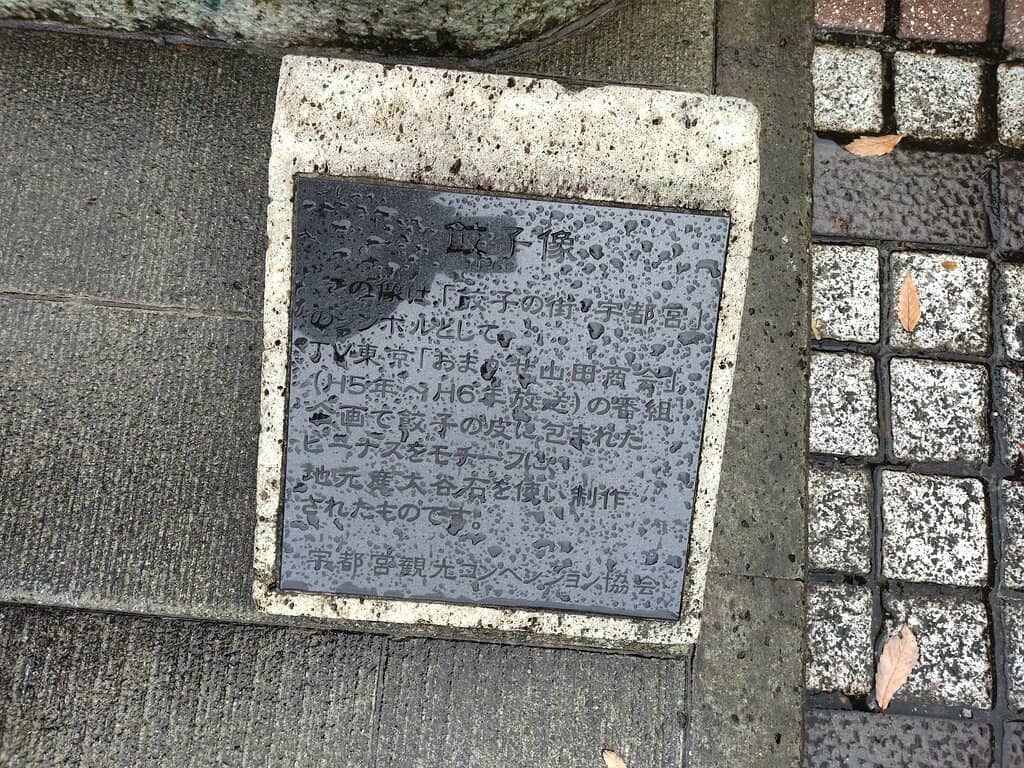 餃子像
この像は「餃子の街 宇都宮」
のシンボルとして
TV東京「おまかせ山田商会」
(H5年～H6年放送)の番組
企画で餃子の皮に包まれた
ビーナスをモチーフに
地元産大谷石を使い制作
されたものです。
宇都宮観光コンベンション協会